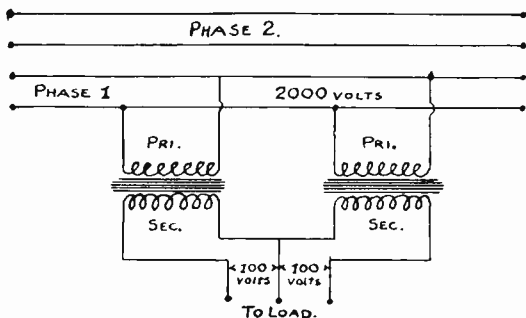 PHASE 2.
PHASE 1 2000 VOLTS
PRI. PRI.
SEC. SEC.
100 100
VOLTS VOLTS
TO LOAD.